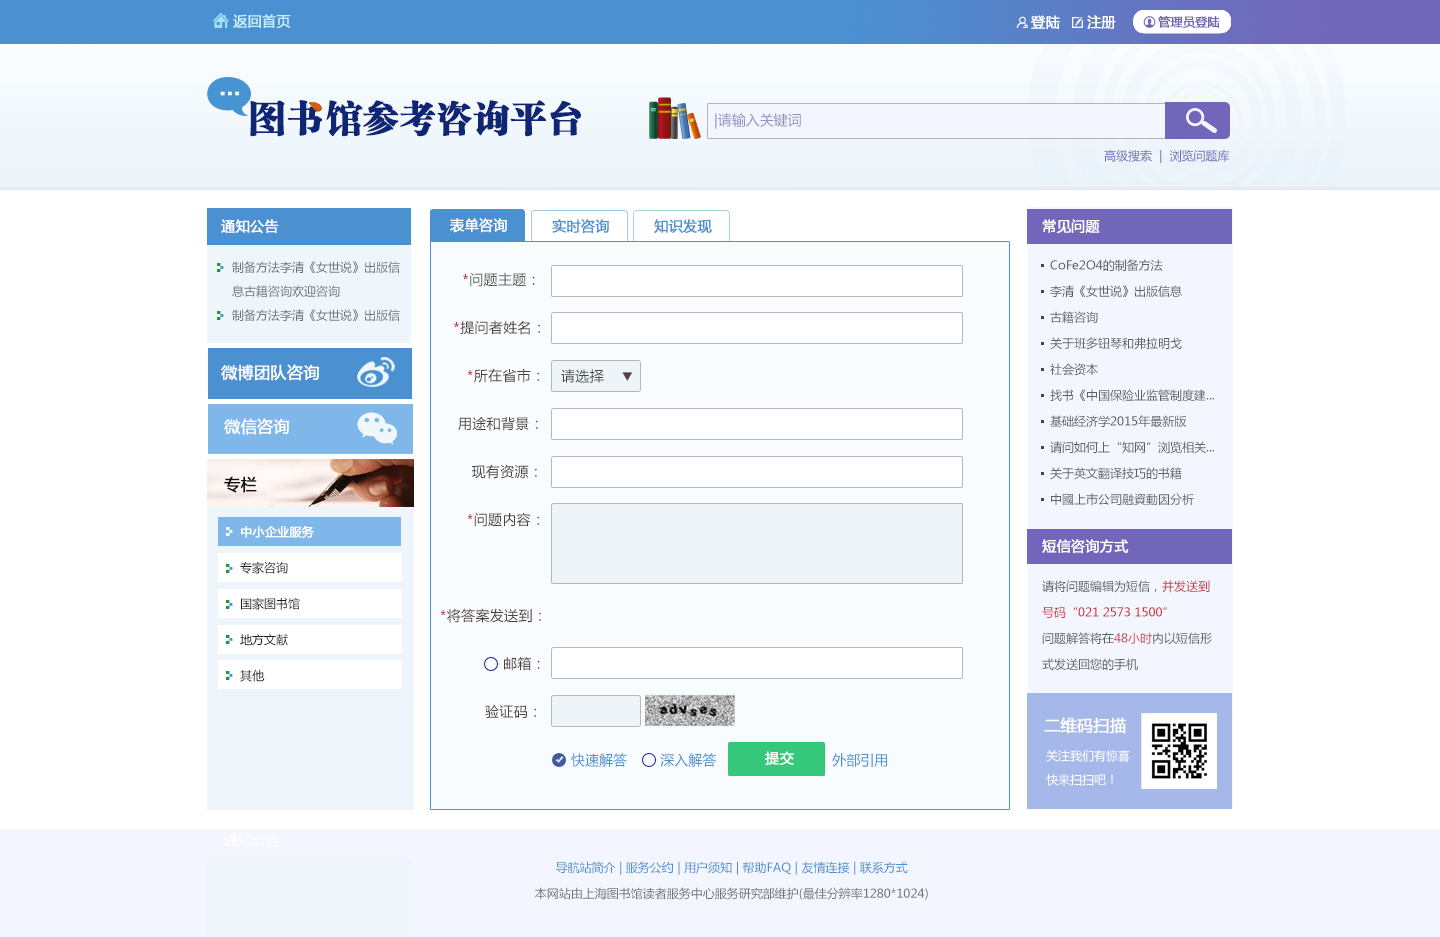 返回首页
登陆 注册 管理员登陆
图书馆参考咨询平台
|请输入关键词
高级搜索 | 浏览问题库
通知公告
制备方法李清《女世说》出版信
息古籍咨询欢迎咨询
制备方法李清《女世说》出版信
微博团队咨询
微信咨询
专栏
中小企业服务
专家咨询
国家图书馆
地方文献
其他
表单咨询 实时咨询 知识发现
*问题主题：
*提问者姓名：
*所在省市： 请选择
用途和背景：
现有资源：
*问题内容：
*将答案发送到：
邮箱：
验证码： advses
快速解答 深入解答 提交 外部引用
常见问题
CoFe2O4的制备方法
李清《女世说》出版信息
古籍咨询
关于班多钮琴和弗拉明戈
社会资本
找书《中国保险业监管制度建...
基础经济学2015年最新版
请问如何上“知网”浏览相关...
关于英文翻译技巧的书籍
中國上市公司融資動因分析
短信咨询方式
请将问题编辑为短信，并发送到
号码“021 2573 1500”
问题解答将在48小时内以短信形
式发送回您的手机
二维码扫描
关注我们有惊喜
快来扫扫吧！
通知公告
导航站简介 | 服务公约 | 用户须知 | 帮助FAQ | 友情连接 | 联系方式
本网站由上海图书馆读者服务中心服务研究部维护(最佳分辨率1280*1024)